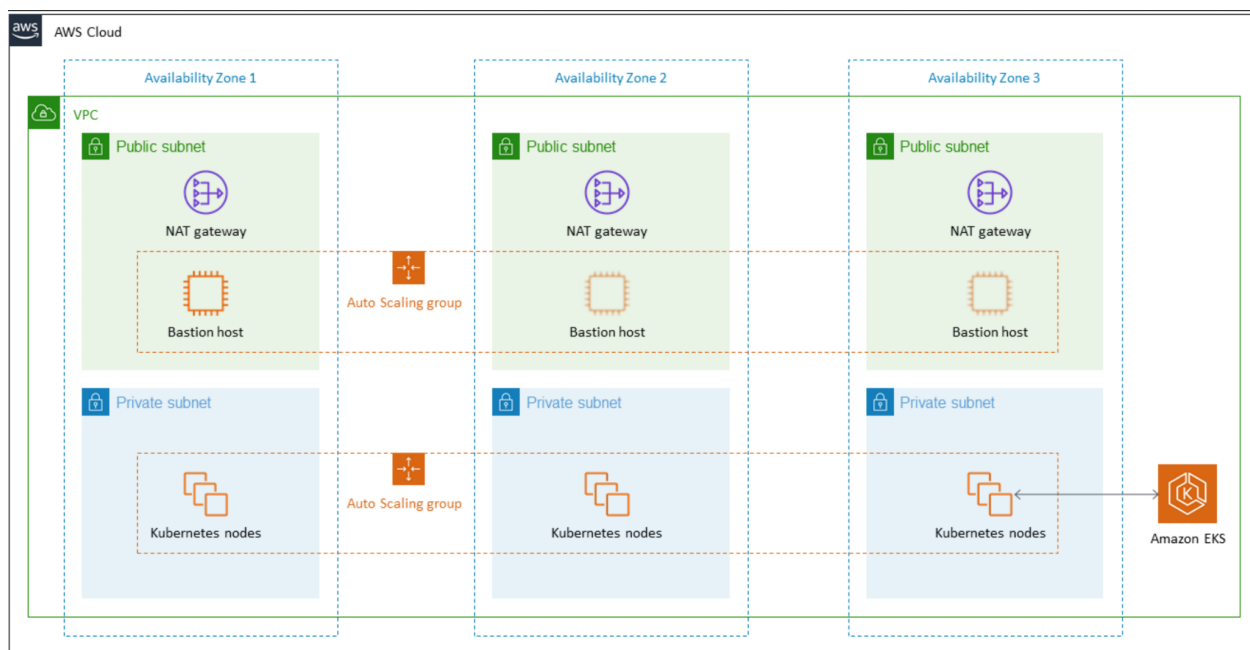 aws
AWS Cloud
Availability Zone 1
Availability Zone 2
Availability Zone 3
VPC
Public subnet
Public subnet
Public subnet
NAT gateway
NAT gateway
NAT gateway
Auto Scaling group
Bastion host
Bastion host
Bastion host
Private subnet
Private subnet
Private subnet
Auto Scaling group
Kubernetes nodes
Kubernetes nodes
Kubernetes nodes
K
Amazon EKS